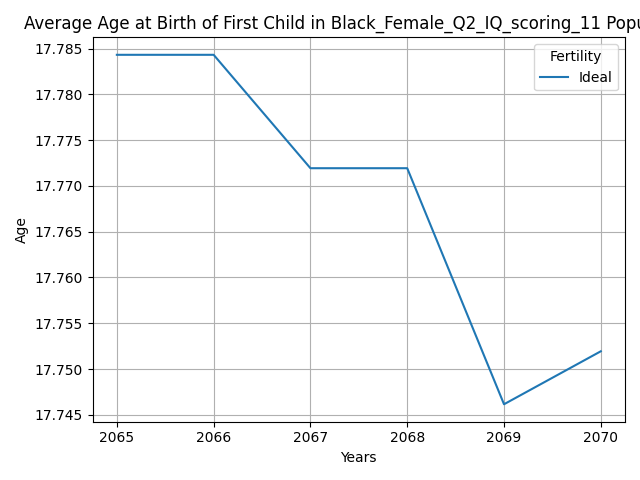 Average Age at Birth of First Child in Black_Female_Q2_IQ_scoring_11 Popu
17.785
17.780
17.775
17.770
17.765
17.760
17.755
17.750
17.745
Age
Fertility
Ideal
2065 2066 2067 2068 2069 2070
Years